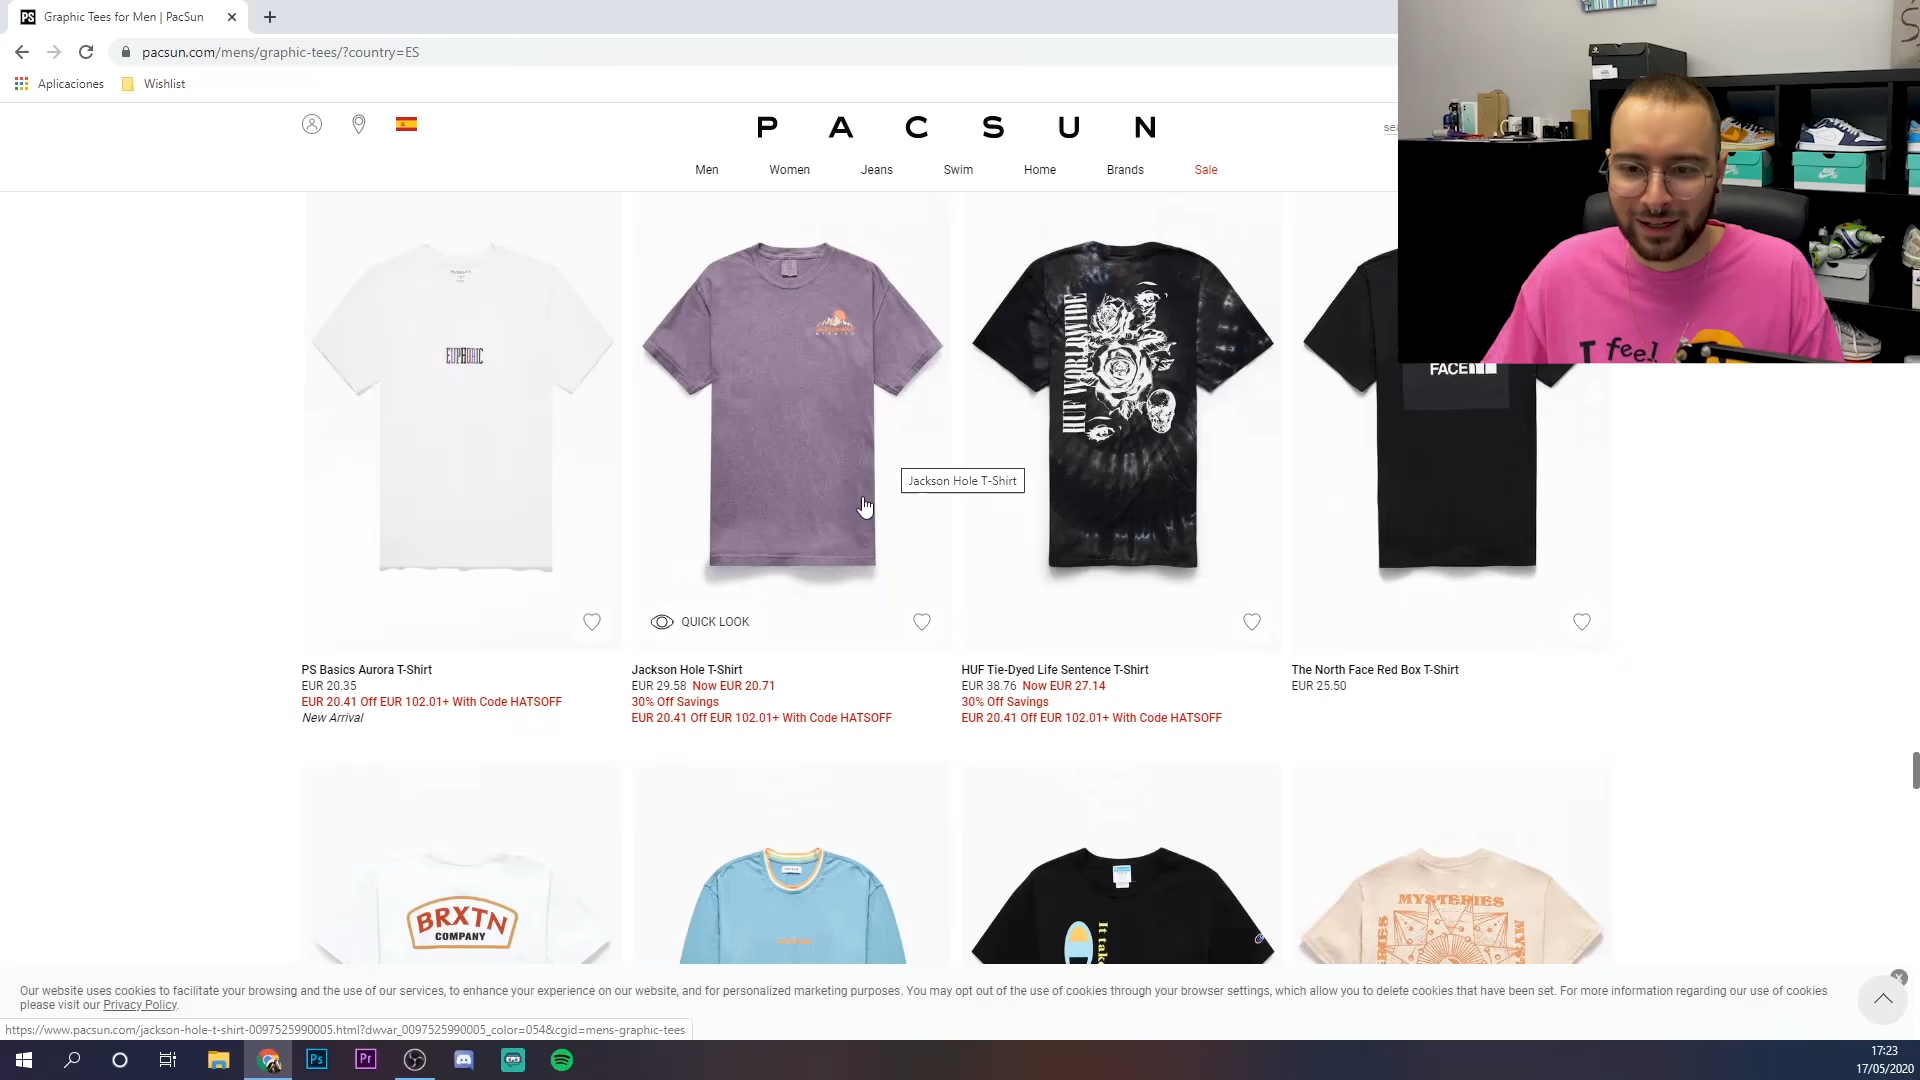 Graphic Tees for Men | PacSun
pacsun.com/mens/graphic-tees/?country=ES
Aplicaciones
Wishlist
PACSUN
Men Women Jeans Swim Home Brands Sale
EUPHORIC
HUF WORLDWIDE
FACE
I feel
Jackson Hole T-Shirt
QUICK LOOK
PS Basics Aurora T-Shirt
EUR 20.35
EUR 20.41 Off EUR 102.01+ With Code HATSOFF
New Arrival
Jackson Hole T-Shirt
EUR 29.58 Now EUR 20.71
30% Off Savings
EUR 20.41 Off EUR 102.01+ With Code HATSOFF
HUF Tie-Dyed Life Sentence T-Shirt
EUR 38.76 Now EUR 27.14
30% Off Savings
EUR 20.41 Off EUR 102.01+ With Code HATSOFF
The North Face Red Box T-Shirt
EUR 25.50
BRXTN
COMPANY
It take
MYSTERIES
Our website uses cookies to facilitate your browsing and the use of our services, to enhance your experience on our website, and for personalized marketing purposes. You may opt out of the use of cookies through your browser settings, which allow you to delete cookies that have been set. For more information regarding our use of cookies
please visit our Privacy Policy.
https://www.pacsun.com/jackson-hole-t-shirt-0097525990005.html?dwvar_0097525990005_color=054&cgid=mens-graphic-tees
Ps
Pr
17:23
17/05/2020